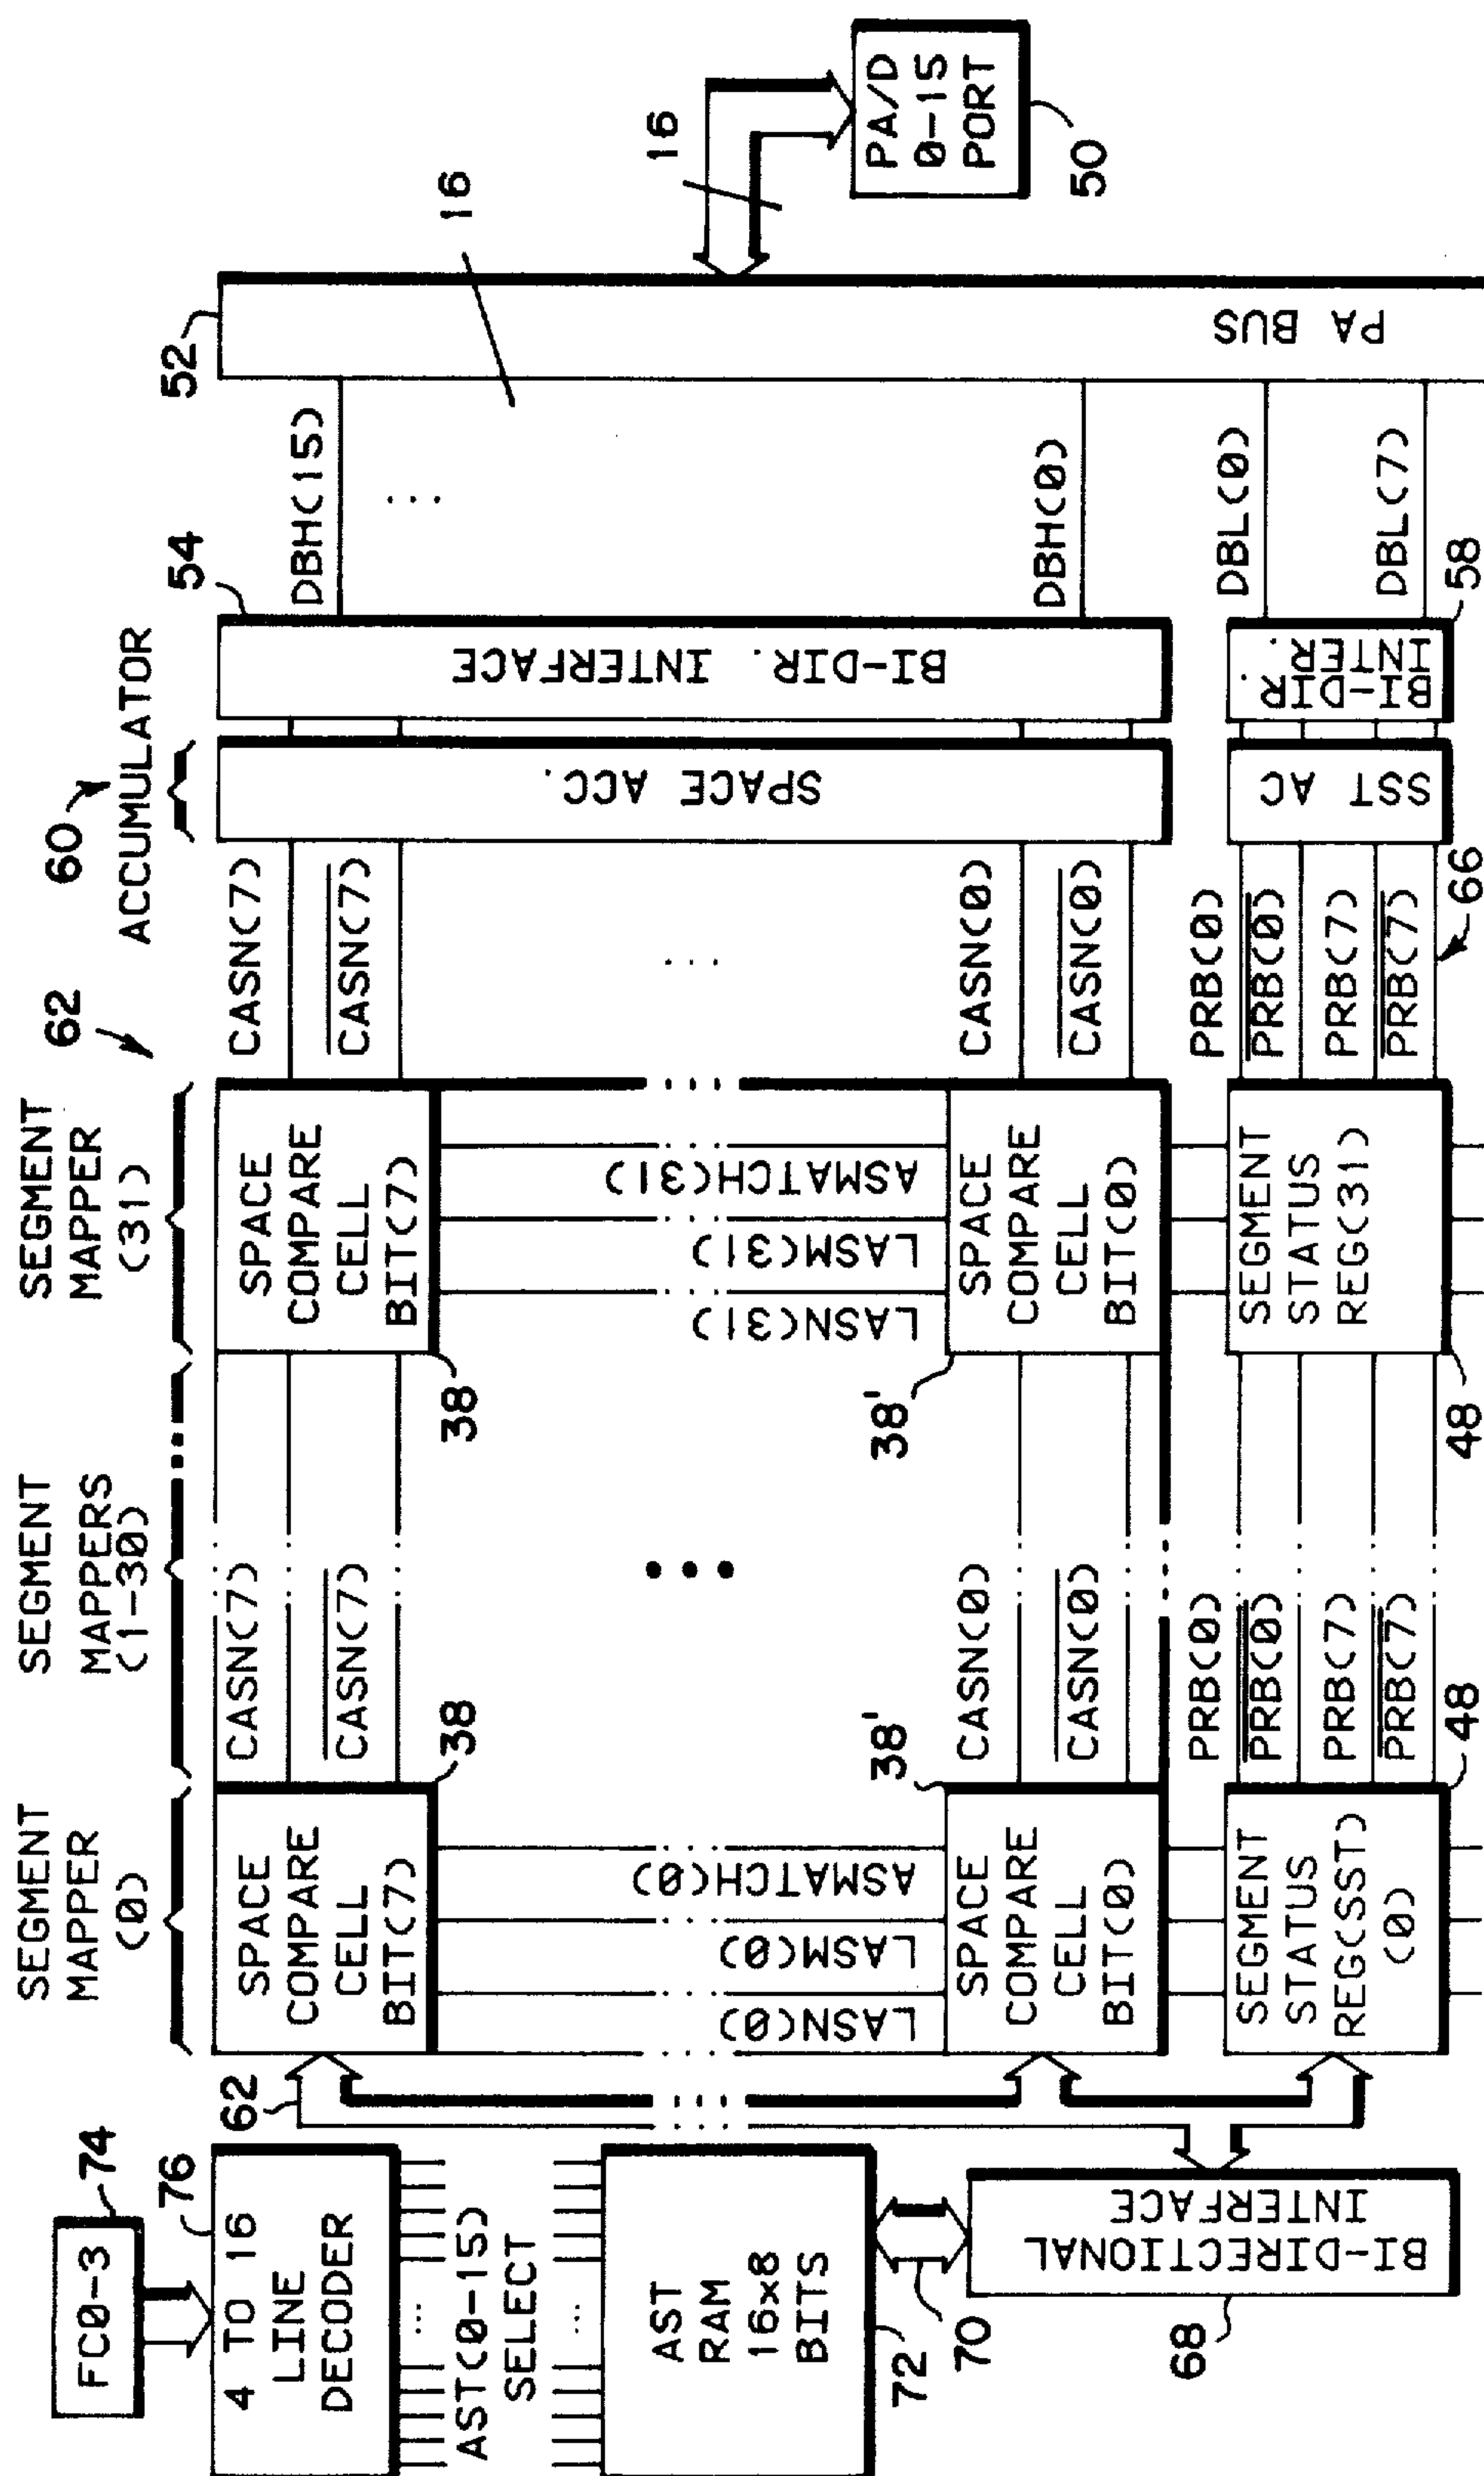 FC0-3
74
76
4 TO 16
LINE
DECODER
...
AST(0-15)
SELECT
...
AST
RAM
16x8
BITS
72
70
BI-DIRECTIONAL
INTERFACE
68
62
SEGMENT
MAPPER
(0)
SPACE
COMPARE
CELL
BIT(7)
38
LASN(0)
LASM(0)
ASMATCH(0)
SPACE
COMPARE
CELL
BIT(0)
38'
SEGMENT
STATUS
REG(SST)
(0)
48
SEGMENT
MAPPERS
(1-30)
CASN(7)
CASN(7)
...
CASN(0)
CASN(0)
PRB(0)
PRB(0)
PRB(7)
PRB(7)
SEGMENT
MAPPER
(31)
SPACE
COMPARE
CELL
BIT(7)
38
LASN(31)
LASM(31)
ASMATCH(31)
SPACE
COMPARE
CELL
BIT(0)
38'
SEGMENT
STATUS
REG(31)
48
62
CASN(7)
CASN(7)
...
CASN(0)
CASN(0)
PRB(0)
PRB(0)
PRB(7)
PRB(7)
66
60
ACCUMULATOR
SPACE ACC.
SST AC
54
BI-DIR. INTERFACE
BI-DIR.
INTER.
58
DBH(15)
...
DBH(0)
DBL(0)
DBL(7)
16
52
PA BUS
16
PA/D
0-15
PORT
50